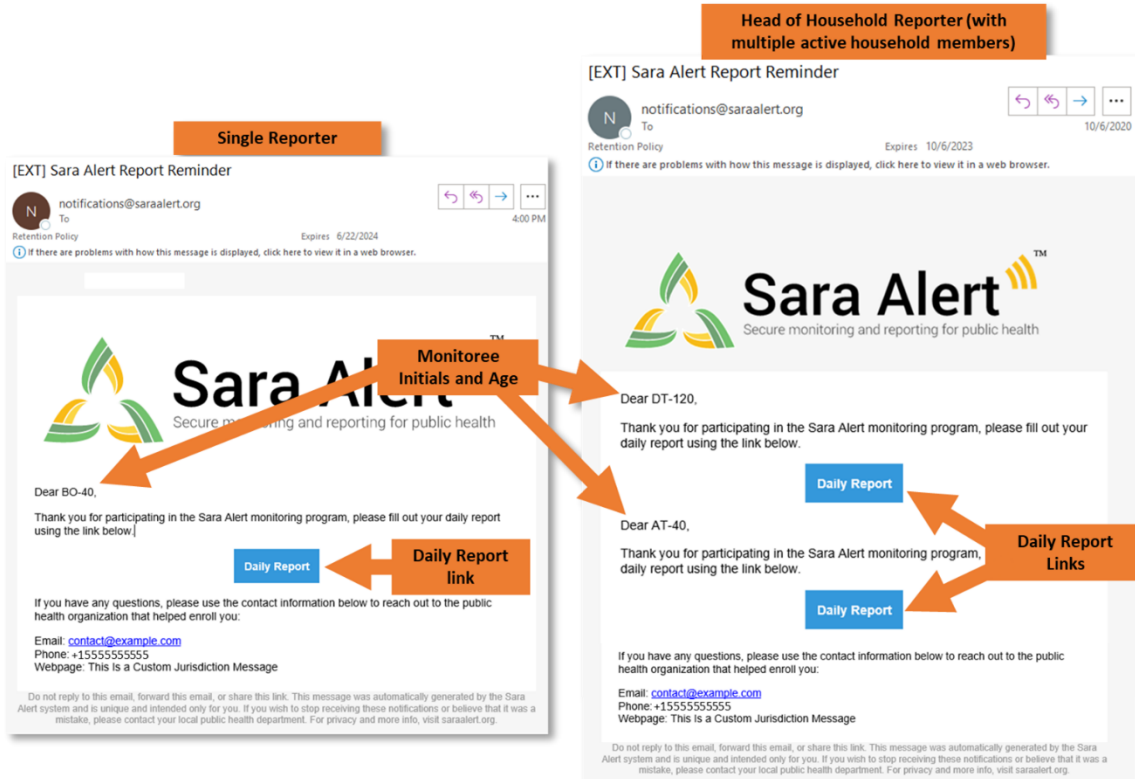 Single Reporter
[EXT] Sara Alert Report Reminder
N
notifications@saraalert.org
To
4:00 PM
Retention Policy
Expires 6/22/2024
If there are problems with how this message is displayed, click here to view it in a web browser.
TM
Sara Alert
Secure monitoring and reporting for public health
Dear BO-40,
Thank you for participating in the Sara Alert monitoring program, please fill out your daily report
using the link below.
Daily Report
Daily Report
link
If you have any questions, please use the contact information below to reach out to the public
health organization that helped enroll you:
Email: contact@example.com
Phone: +15555555555
Webpage: This Is a Custom Jurisdiction Message
Do not reply to this email, forward this email, or share this link. This message was automatically generated by the Sara
Alert system and is unique and intended only for you. If you wish to stop receiving these notifications or believe that it was a
mistake, please contact your local public health department. For privacy and more info, visit saraalert.org.
Monitoree
Initials and Age
Head of Household Reporter (with
multiple active household members)
[EXT] Sara Alert Report Reminder
N
notifications@saraalert.org
To
10/6/2020
Retention Policy
Expires 10/6/2023
If there are problems with how this message is displayed, click here to view it in a web browser.
Sara Alert
TM
Secure monitoring and reporting for public health
Dear DT-120,
Thank you for participating in the Sara Alert monitoring program, please fill out your
daily report using the link below.
Daily Report
Dear AT-40,
Thank you for participating in the Sara Alert monitoring program,
daily report using the link below.
Daily Report
Daily Report
Links
If you have any questions, please use the contact information below to reach out to the public
health organization that helped enroll you:
Email: contact@example.com
Phone: +15555555555
Webpage: This Is a Custom Jurisdiction Message
Do not reply to this email, forward this email, or share this link. This message was automatically generated by the Sara
Alert system and is unique and intended only for you. If you wish to stop receiving these notifications or believe that it was a
mistake, please contact your local public health department. For privacy and more info, visit saraalert.org.